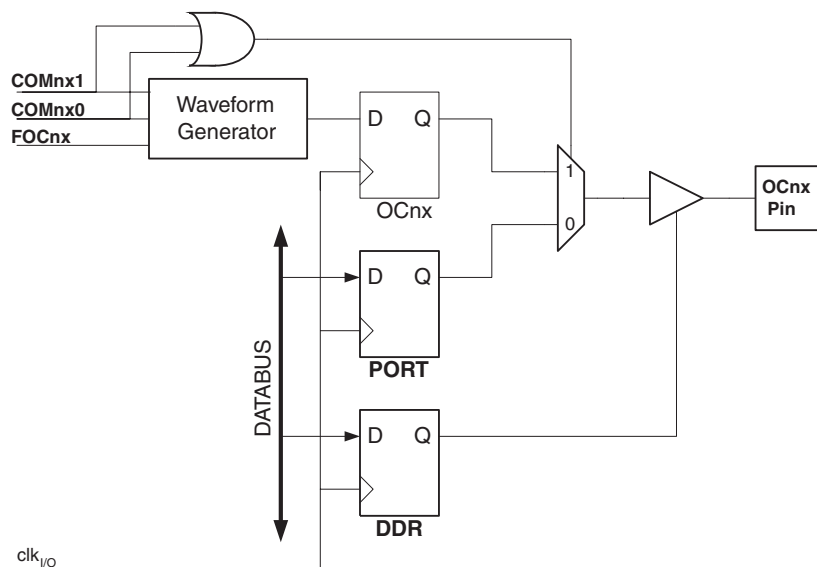 COMnx1
COMnx0
FOCnx
Waveform
Generator
D Q
OCnx
1
0
OCnx
Pin
D Q
PORT
D Q
DDR
DATABUS
clkI/O